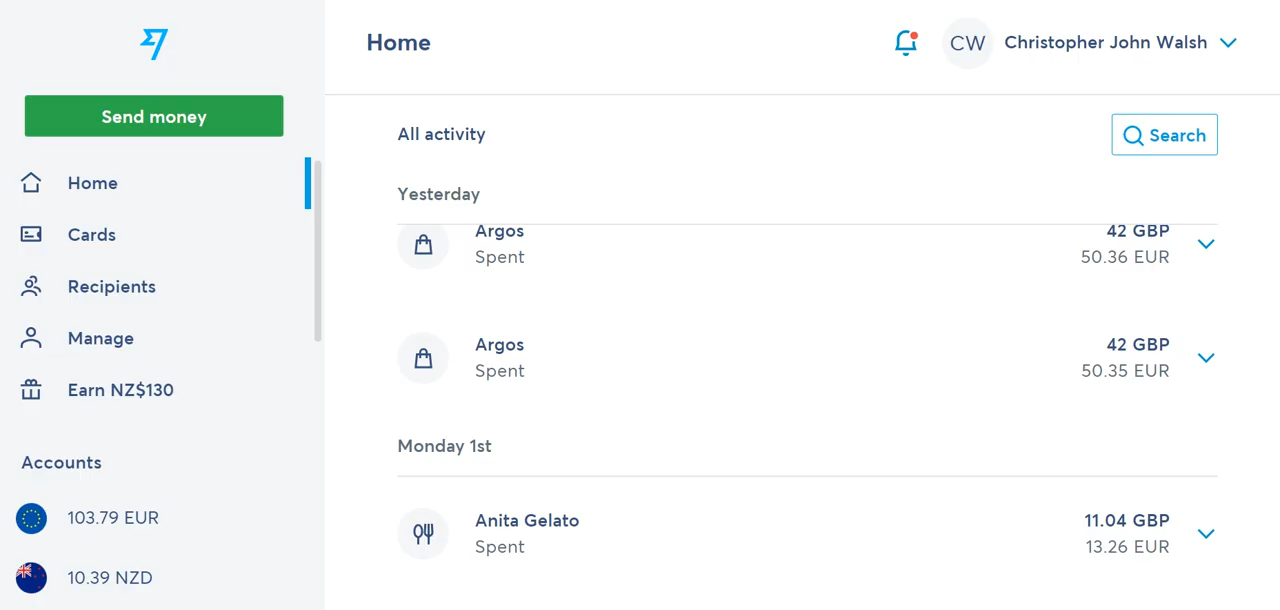 Send money
Home
Cards
Recipients
Manage
Earn NZ$130
Accounts
103.79 EUR
10.39 NZD
Home
CW
Christopher John Walsh
All activity
Search
Yesterday
Argos
42 GBP
Spent
50.36 EUR
Argos
42 GBP
Spent
50.35 EUR
Monday 1st
Anita Gelato
11.04 GBP
Spent
13.26 EUR